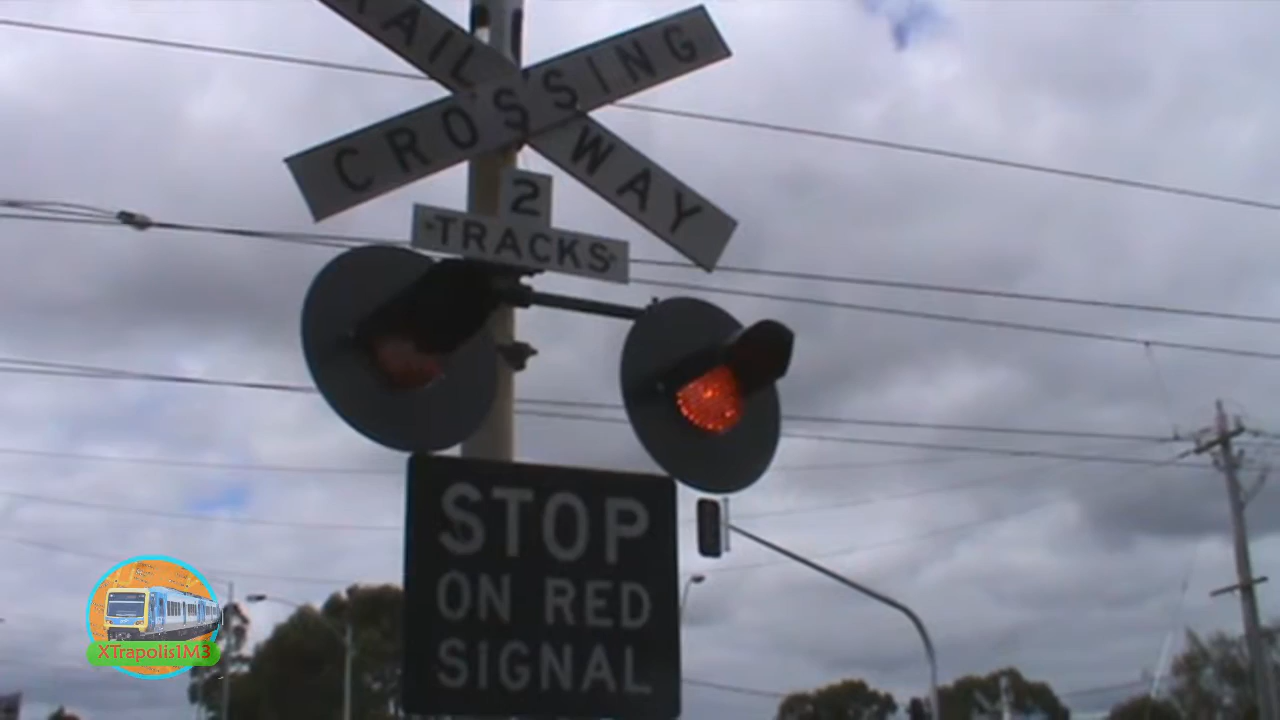 RAILWAY
CROSSING
2
TRACKS
STOP
ON RED
SIGNAL
XTrapolis1M3